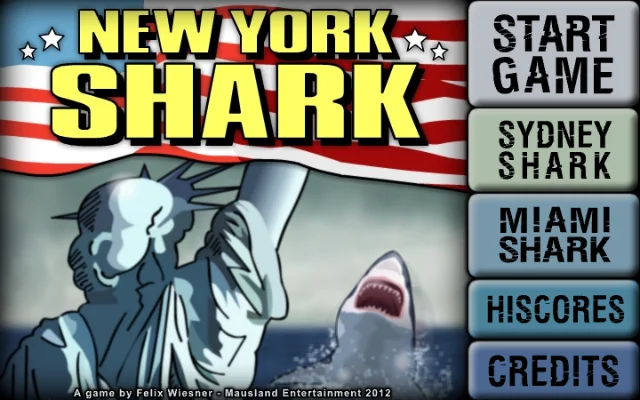 NEW YORK
SHARK
START
GAME
SYDNEY
SHARK
MIAMI
SHARK
HISCORES
CREDITS
A game by Felix Wiesner - Mausland Entertainment 2012